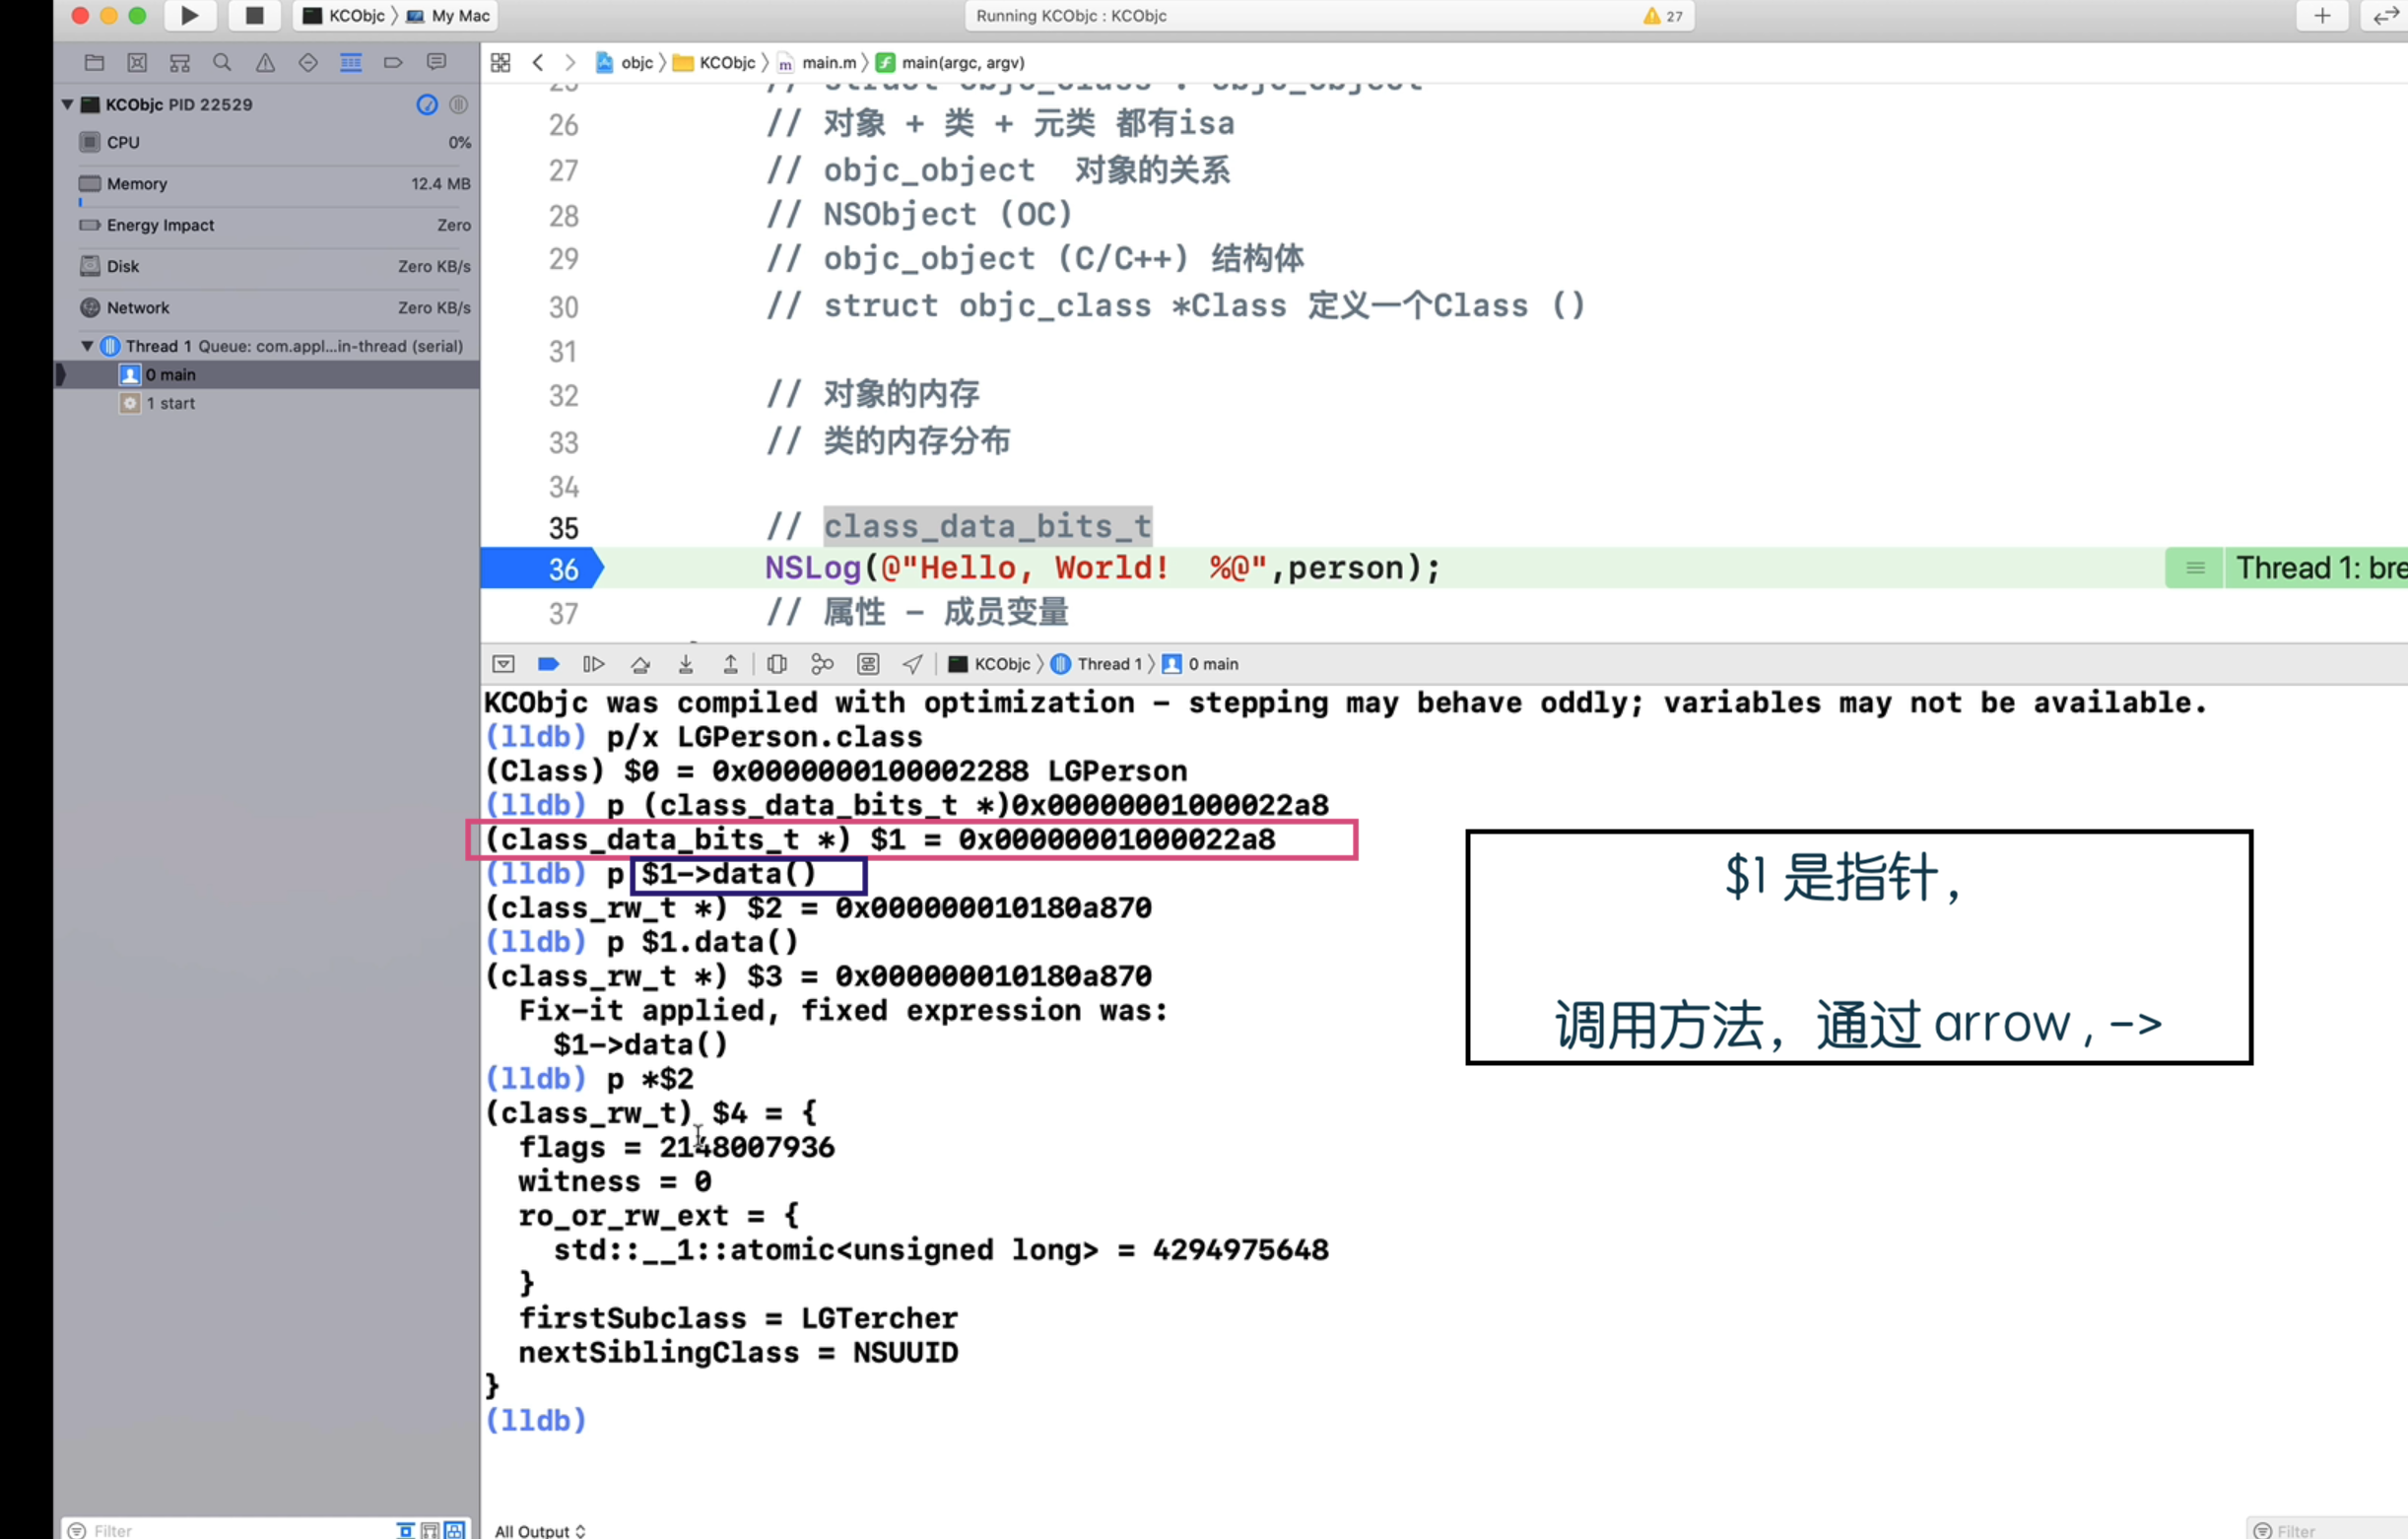 KCObjc 〉 My Mac
Running KCObjc : KCObjc
27
KCObjc PID 22529
CPU 0%
Memory 12.4 MB
Energy Impact Zero
Disk Zero KB/s
Network Zero KB/s
Thread 1 Queue: com.appl...in-thread (serial)
0 main
1 start
Filter
objc 〉 KCObjc 〉 m main.m 〉 f main(argc, argv)
26 // 对象 + 类 + 元类 都有isa
27 // objc_object 对象的关系
28 // NSObject (OC)
29 // objc_object (C/C++) 结构体
30 // struct objc_class *Class 定义一个Class ()
31
32 // 对象的内存
33 // 类的内存分布
34
35 // class_data_bits_t
36 NSLog(@"Hello, World! %@",person);
Thread 1: bre
37 // 属性 - 成员变量
KCObjc 〉 Thread 1 〉 0 main
KCObjc was compiled with optimization - stepping may behave oddly; variables may not be available.
(lldb) p/x LGPerson.class
(Class) $0 = 0x0000000100002288 LGPerson
(lldb) p (class_data_bits_t *)0x00000001000022a8
(class_data_bits_t *) $1 = 0x00000001000022a8
(lldb) p $1->data()
(class_rw_t *) $2 = 0x000000010180a870
(lldb) p $1.data()
(class_rw_t *) $3 = 0x000000010180a870
Fix-it applied, fixed expression was:
$1->data()
(lldb) p *$2
(class_rw_t) $4 = {
flags = 2148007936
witness = 0
ro_or_rw_ext = {
std::__1::atomic<unsigned long> = 4294975648
}
firstSubclass = LGTercher
nextSiblingClass = NSUUID
}
(lldb)
$1 是指针，
调用方法，通过 arrow , ->
All Output
Filter